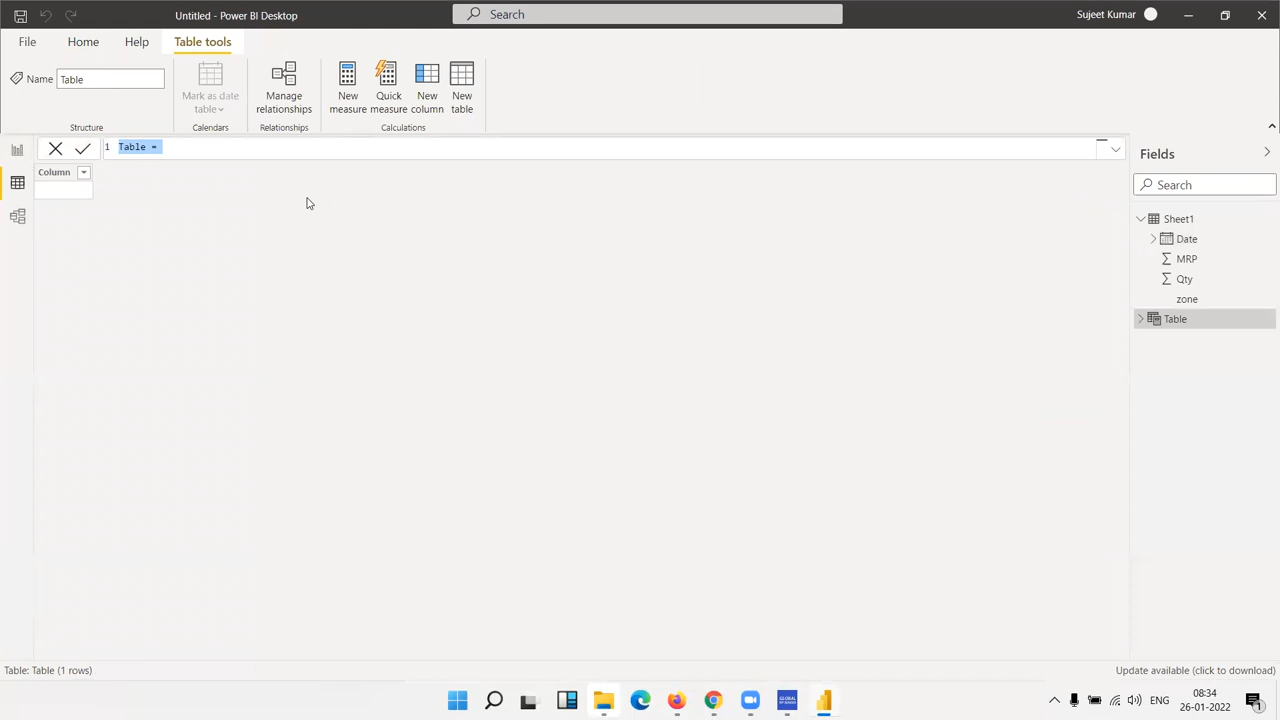 Untitled - Power BI Desktop
Search
Sujeet Kumar
File
Home
Help
Table tools
Name
Table
Mark as date
table
New
measure
Quick
measure
New
column
New
table
Manage
relationships
Structure
Calendars
Relationships
Calculations
1 Table =
Column
Fields
Search
Sheet1
Date
MRP
Qty
zone
Table
Table: Table (1 rows)
Update available (click to download)
GLOBAL
ENG
08:34
26-01-2022
1